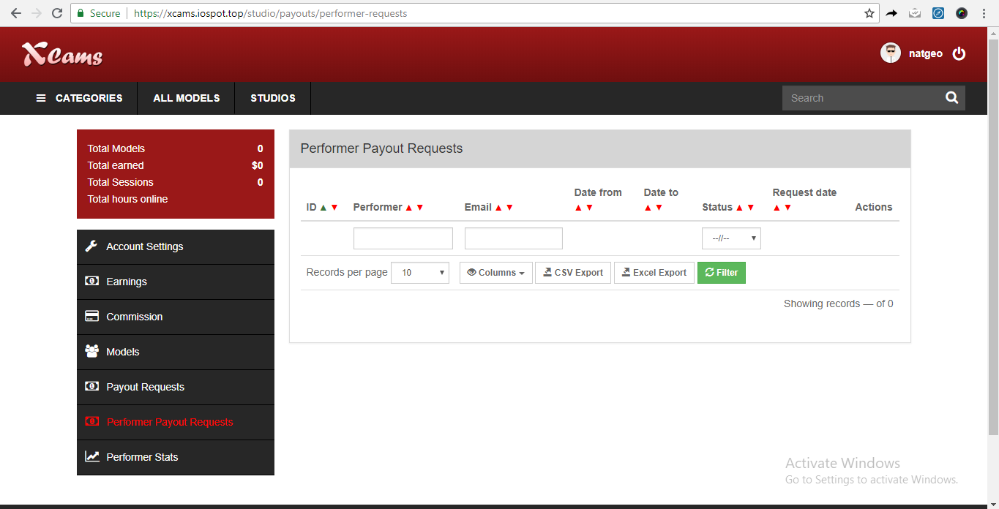 Secure https://xcams.iospot.top/studio/payouts/performer-requests
XCams
natgeo
CATEGORIES ALL MODELS STUDIOS Search
Total Models 0
Total earned $0
Total Sessions 0
Total hours online
Account Settings
Earnings
Commission
Models
Payout Requests
Performer Payout Requests
Performer Stats
Performer Payout Requests
ID ▲ ▼ Performer ▲ ▼ Email ▲ ▼ Date from ▲ ▼ Date to ▲ ▼ Status ▲ ▼ Request date ▲ ▼ Actions
--//--
Records per page 10 Columns CSV Export Excel Export Filter
Showing records — of 0
Activate Windows
Go to Settings to activate Windows.